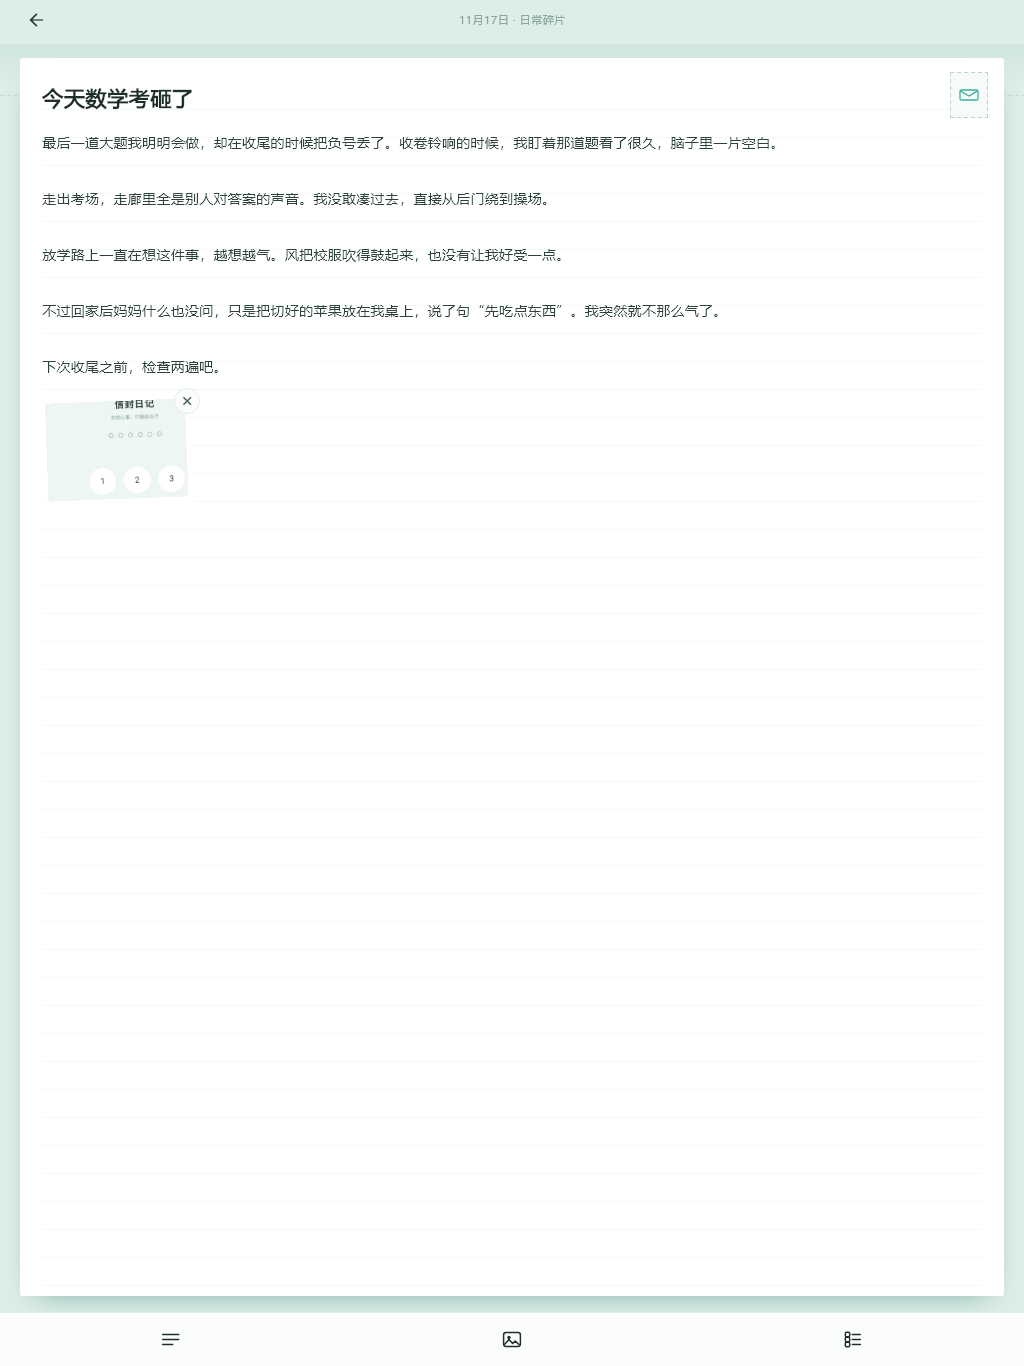 11月17日 · 日常碎片
今天数学考砸了
最后一道大题我明明会做，却在收尾的时候把负号丢了。收卷铃响的时候，我盯着那道题看了很久，脑子里一片空白。
走出考场，走廊里全是别人对答案的声音。我没敢凑过去，直接从后门绕到操场。
放学路上一直在想这件事，越想越气。风把校服吹得鼓起来，也没有让我好受一点。
不过回家后妈妈什么也没问，只是把切好的苹果放在我桌上，说了句“先吃点东西”。我突然就不那么气了。
下次收尾之前，检查两遍吧。
信封日记
1 2 3